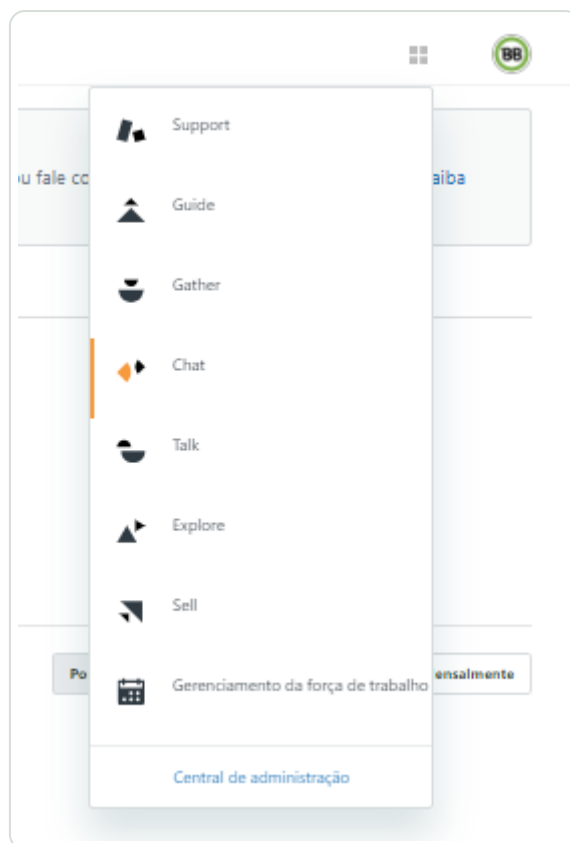 BB
Support
u fale co
aiba
Guide
Gather
Chat
Talk
Explore
Sell
Po
Gerenciamento da força de trabalho
ensalmente
Central de administração